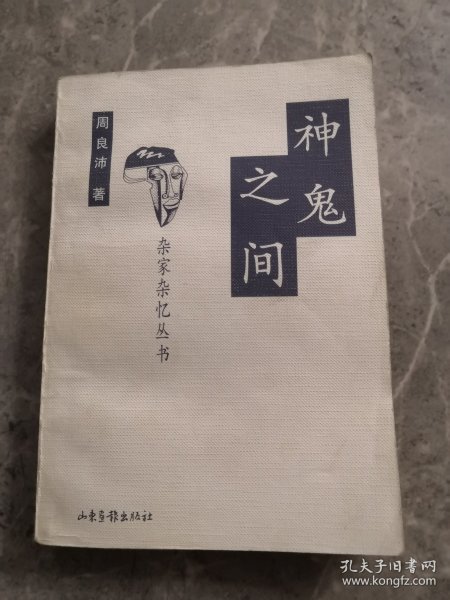 神鬼
之间
周良沛 著
杂家杂忆丛书
山东画报出版社
孔夫子旧书网
www.kongfz.com